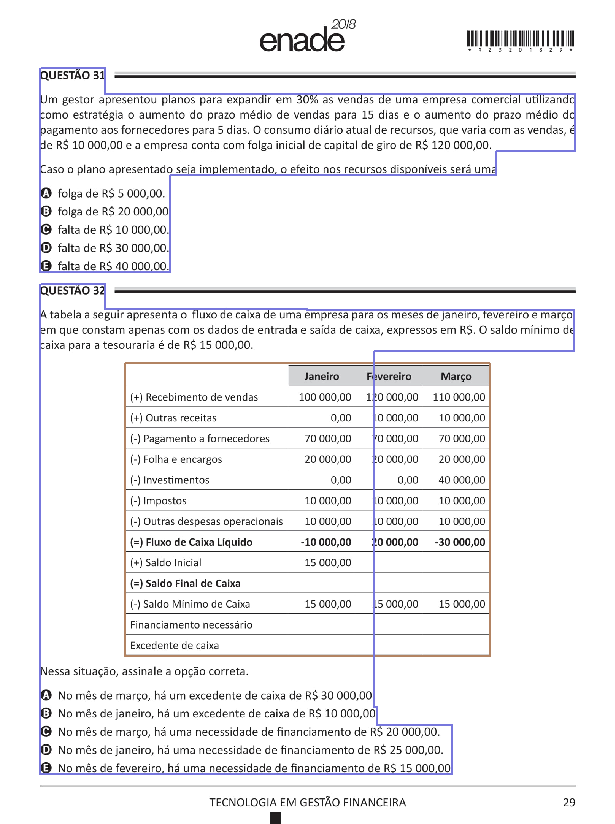 enade 2018
*R2920182329*
QUESTÃO 31
Um gestor apresentou planos para expandir em 30% as vendas de uma empresa comercial utilizando
como estratégia o aumento do prazo médio de vendas para 15 dias e o aumento do prazo médio do
pagamento aos fornecedores para 5 dias. O consumo diário atual de recursos, que varia com as vendas, é
de R$ 10 000,00 e a empresa conta com folga inicial de capital de giro de R$ 120 000,00.
Caso o plano apresentado seja implementado, o efeito nos recursos disponíveis será uma
A folga de R$ 5 000,00.
B folga de R$ 20 000,00
C falta de R$ 10 000,00.
D falta de R$ 30 000,00.
E falta de R$ 40 000,00.
QUESTÃO 32
A tabela a seguir apresenta o fluxo de caixa de uma empresa para os meses de janeiro, fevereiro e março
em que constam apenas com os dados de entrada e saída de caixa, expressos em R$. O saldo mínimo de
caixa para a tesouraria é de R$ 15 000,00.
Janeiro Fevereiro Março
(+) Recebimento de vendas 100 000,00 120 000,00 110 000,00
(+) Outras receitas 0,00 10 000,00 10 000,00
(-) Pagamento a fornecedores 70 000,00 70 000,00 70 000,00
(-) Folha e encargos 20 000,00 20 000,00 20 000,00
(-) Investimentos 0,00 0,00 40 000,00
(-) Impostos 10 000,00 10 000,00 10 000,00
(-) Outras despesas operacionais 10 000,00 10 000,00 10 000,00
(=) Fluxo de Caixa Líquido -10 000,00 20 000,00 -30 000,00
(+) Saldo Inicial 15 000,00
(=) Saldo Final de Caixa
(-) Saldo Mínimo de Caixa 15 000,00 15 000,00 15 000,00
Financiamento necessário
Excedente de caixa
Nessa situação, assinale a opção correta.
A No mês de março, há um excedente de caixa de R$ 30 000,00
B No mês de janeiro, há um excedente de caixa de R$ 10 000,00
C No mês de março, há uma necessidade de financiamento de R$ 20 000,00.
D No mês de janeiro, há uma necessidade de financiamento de R$ 25 000,00.
E No mês de fevereiro, há uma necessidade de financiamento de R$ 15 000,00
TECNOLOGIA EM GESTÃO FINANCEIRA 29